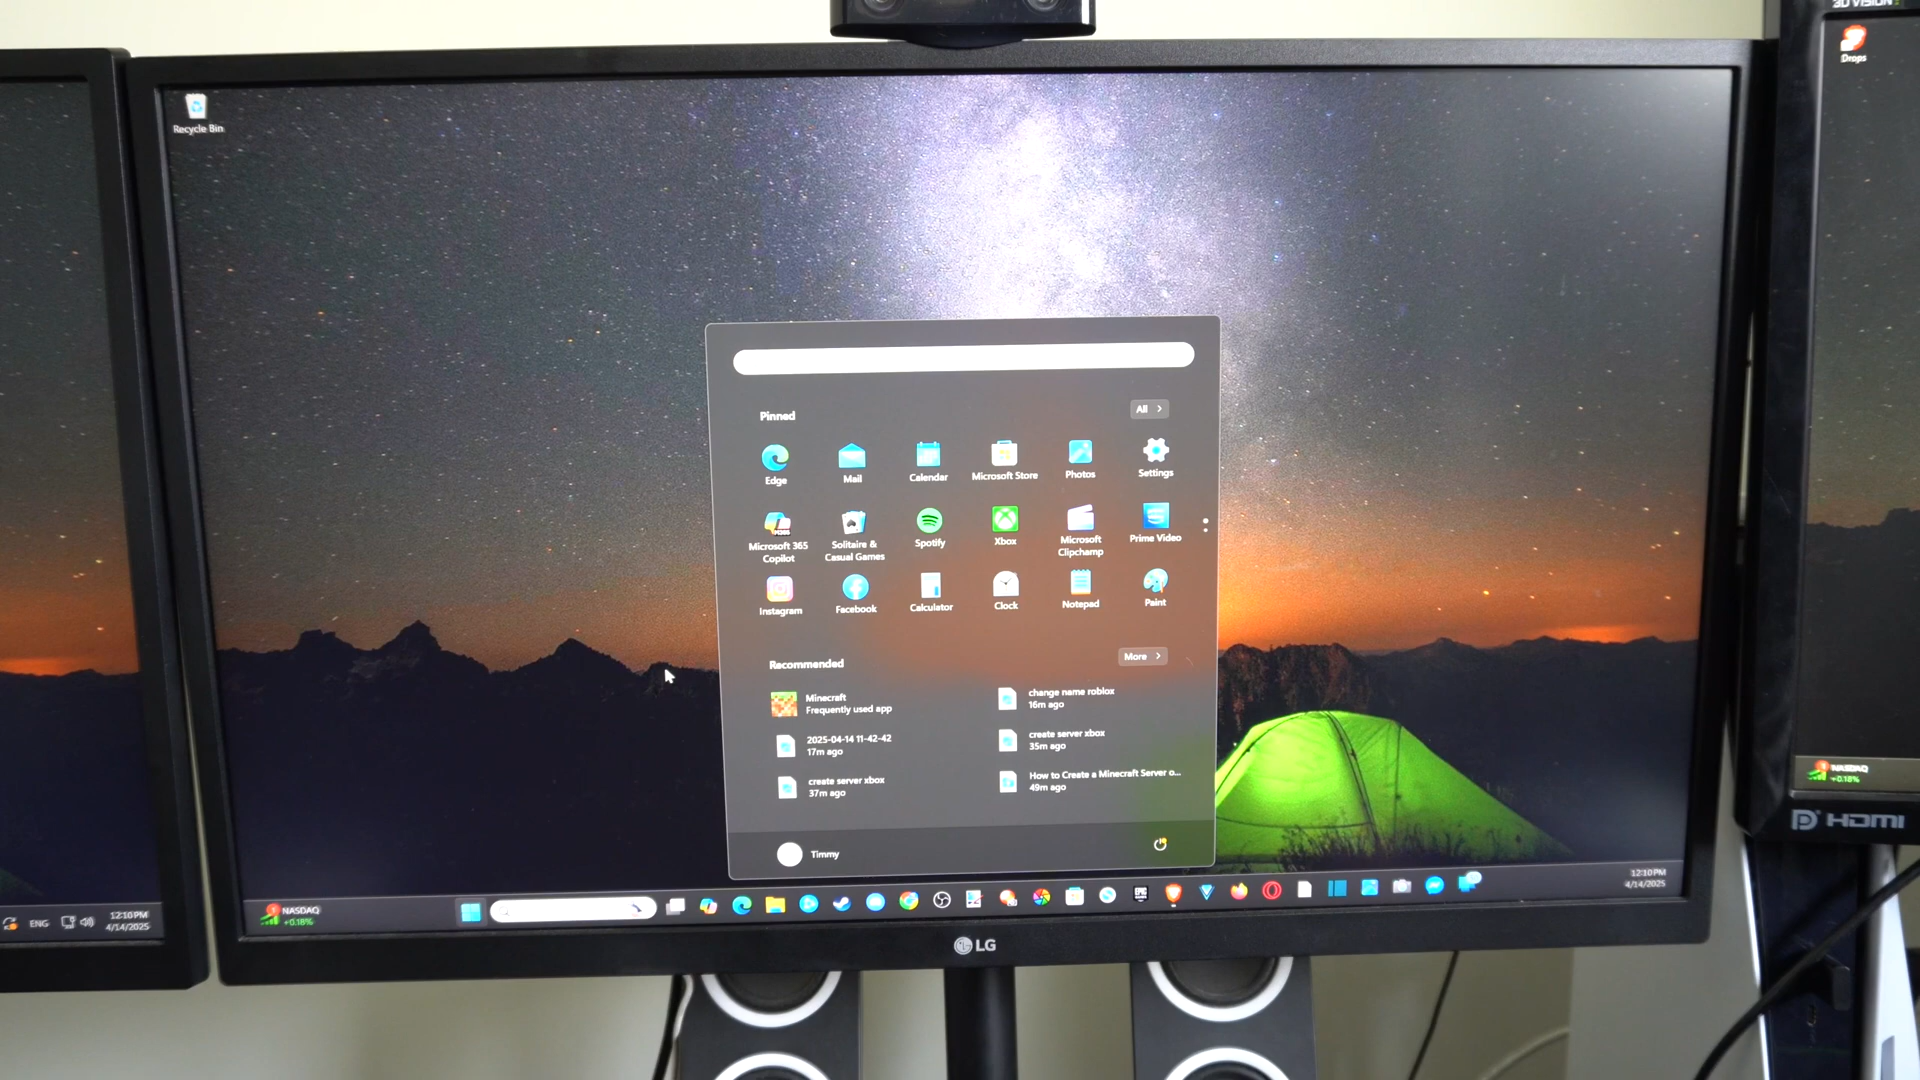 3D VISION
Drops
Recycle Bin
Pinned
All
Edge
Mail
Calendar
Microsoft Store
Photos
Settings
Microsoft 365
Copilot
Solitaire &
Casual Games
Spotify
Xbox
Microsoft
Clipchamp
Prime Video
Instagram
Facebook
Calculator
Clock
Notepad
Paint
Recommended
More
Minecraft
Frequently used app
change name roblox
16m ago
2025-04-14 11-42-42
17m ago
create server xbox
35m ago
create server xbox
37m ago
How to Create a Minecraft Server o...
49m ago
Timmy
NASDAQ
+0.18%
ENG
12:10 PM
4/14/2025
NASDAQ
+0.18%
12:10 PM
4/14/2025
HDMI
LG